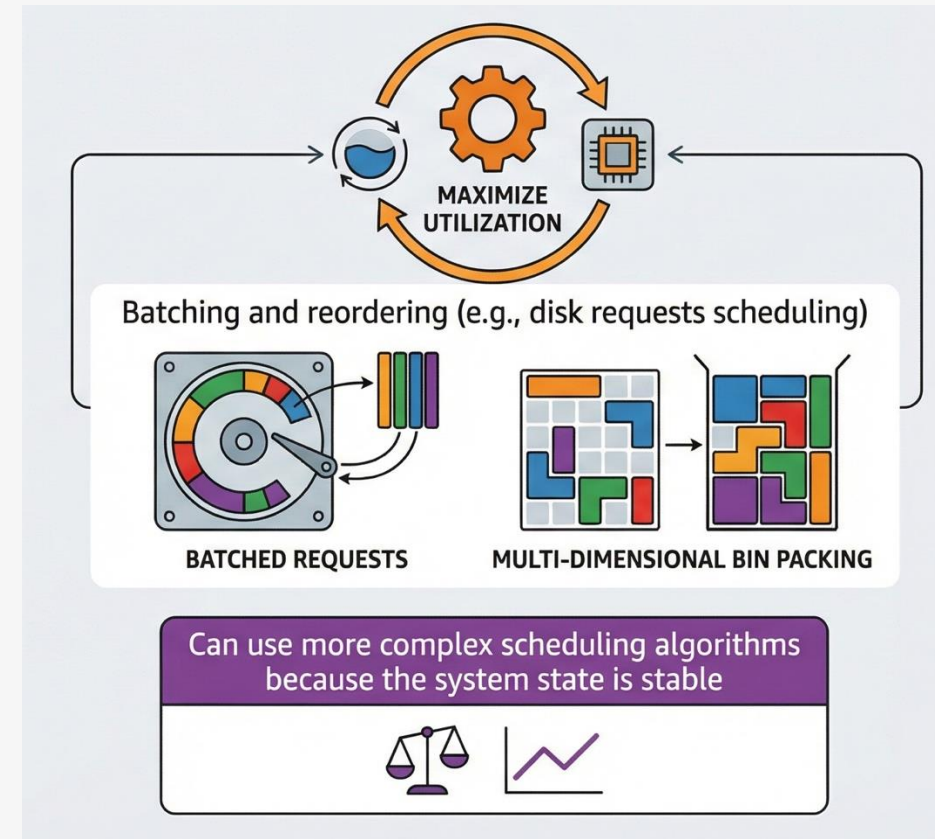 MAXIMIZE
UTILIZATION
Batching and reordering (e.g., disk requests scheduling)
BATCHED REQUESTS
MULTI-DIMENSIONAL BIN PACKING
Can use more complex scheduling algorithms
because the system state is stable